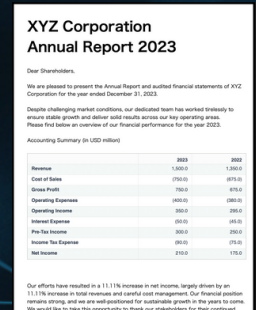 XYZ Corporation
Annual Report 2023
Dear Shareholders,
We are pleased to present the Annual Report and audited financial statements of XYZ
Corporation for the year ended December 31, 2023.
Despite challenging market conditions, our dedicated team has worked tirelessly to
ensure stable growth and deliver solid results across our key operating areas.
Please find below an overview of our financial performance for the year 2023.
Accounting Summary (in USD million)
2023 2022
Revenue 1,500.0 1,350.0
Cost of Sales (750.0) (675.0)
Gross Profit 750.0 675.0
Operating Expenses (400.0) (380.0)
Operating Income 350.0 295.0
Interest Expense (50.0) (45.0)
Pre-Tax Income 300.0 250.0
Income Tax Expense (90.0) (75.0)
Net Income 210.0 175.0
Our efforts have resulted in a 11.11% increase in net income, largely driven by an
11.11% increase in total revenues and careful cost management. Our financial position
remains strong, and we are well-positioned for sustainable growth in the years to come.
We would like to take this opportunity to thank our stakeholders for their continued